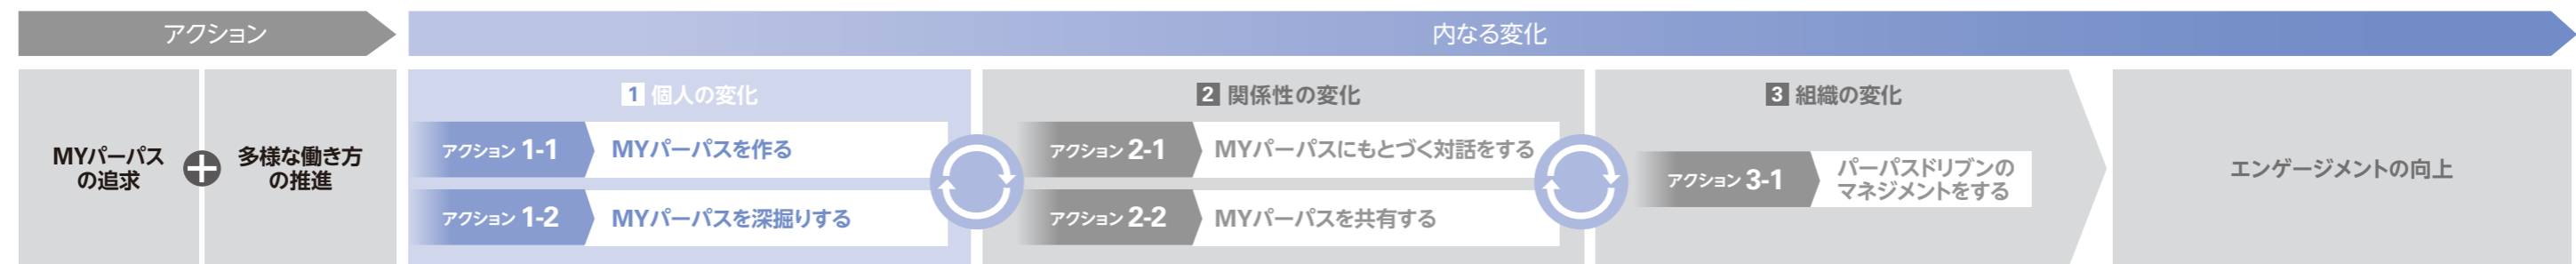 アクション
内なる変化
MYパーパス
の追求
多様な働き方
の推進
1 個人の変化
アクション 1-1
MYパーパスを作る
アクション 1-2
MYパーパスを深掘りする
2 関係性の変化
アクション 2-1
MYパーパスにもとづく対話をする
アクション 2-2
MYパーパスを共有する
3 組織の変化
アクション 3-1
パーパスドリブンの
マネジメントをする
エンゲージメントの向上